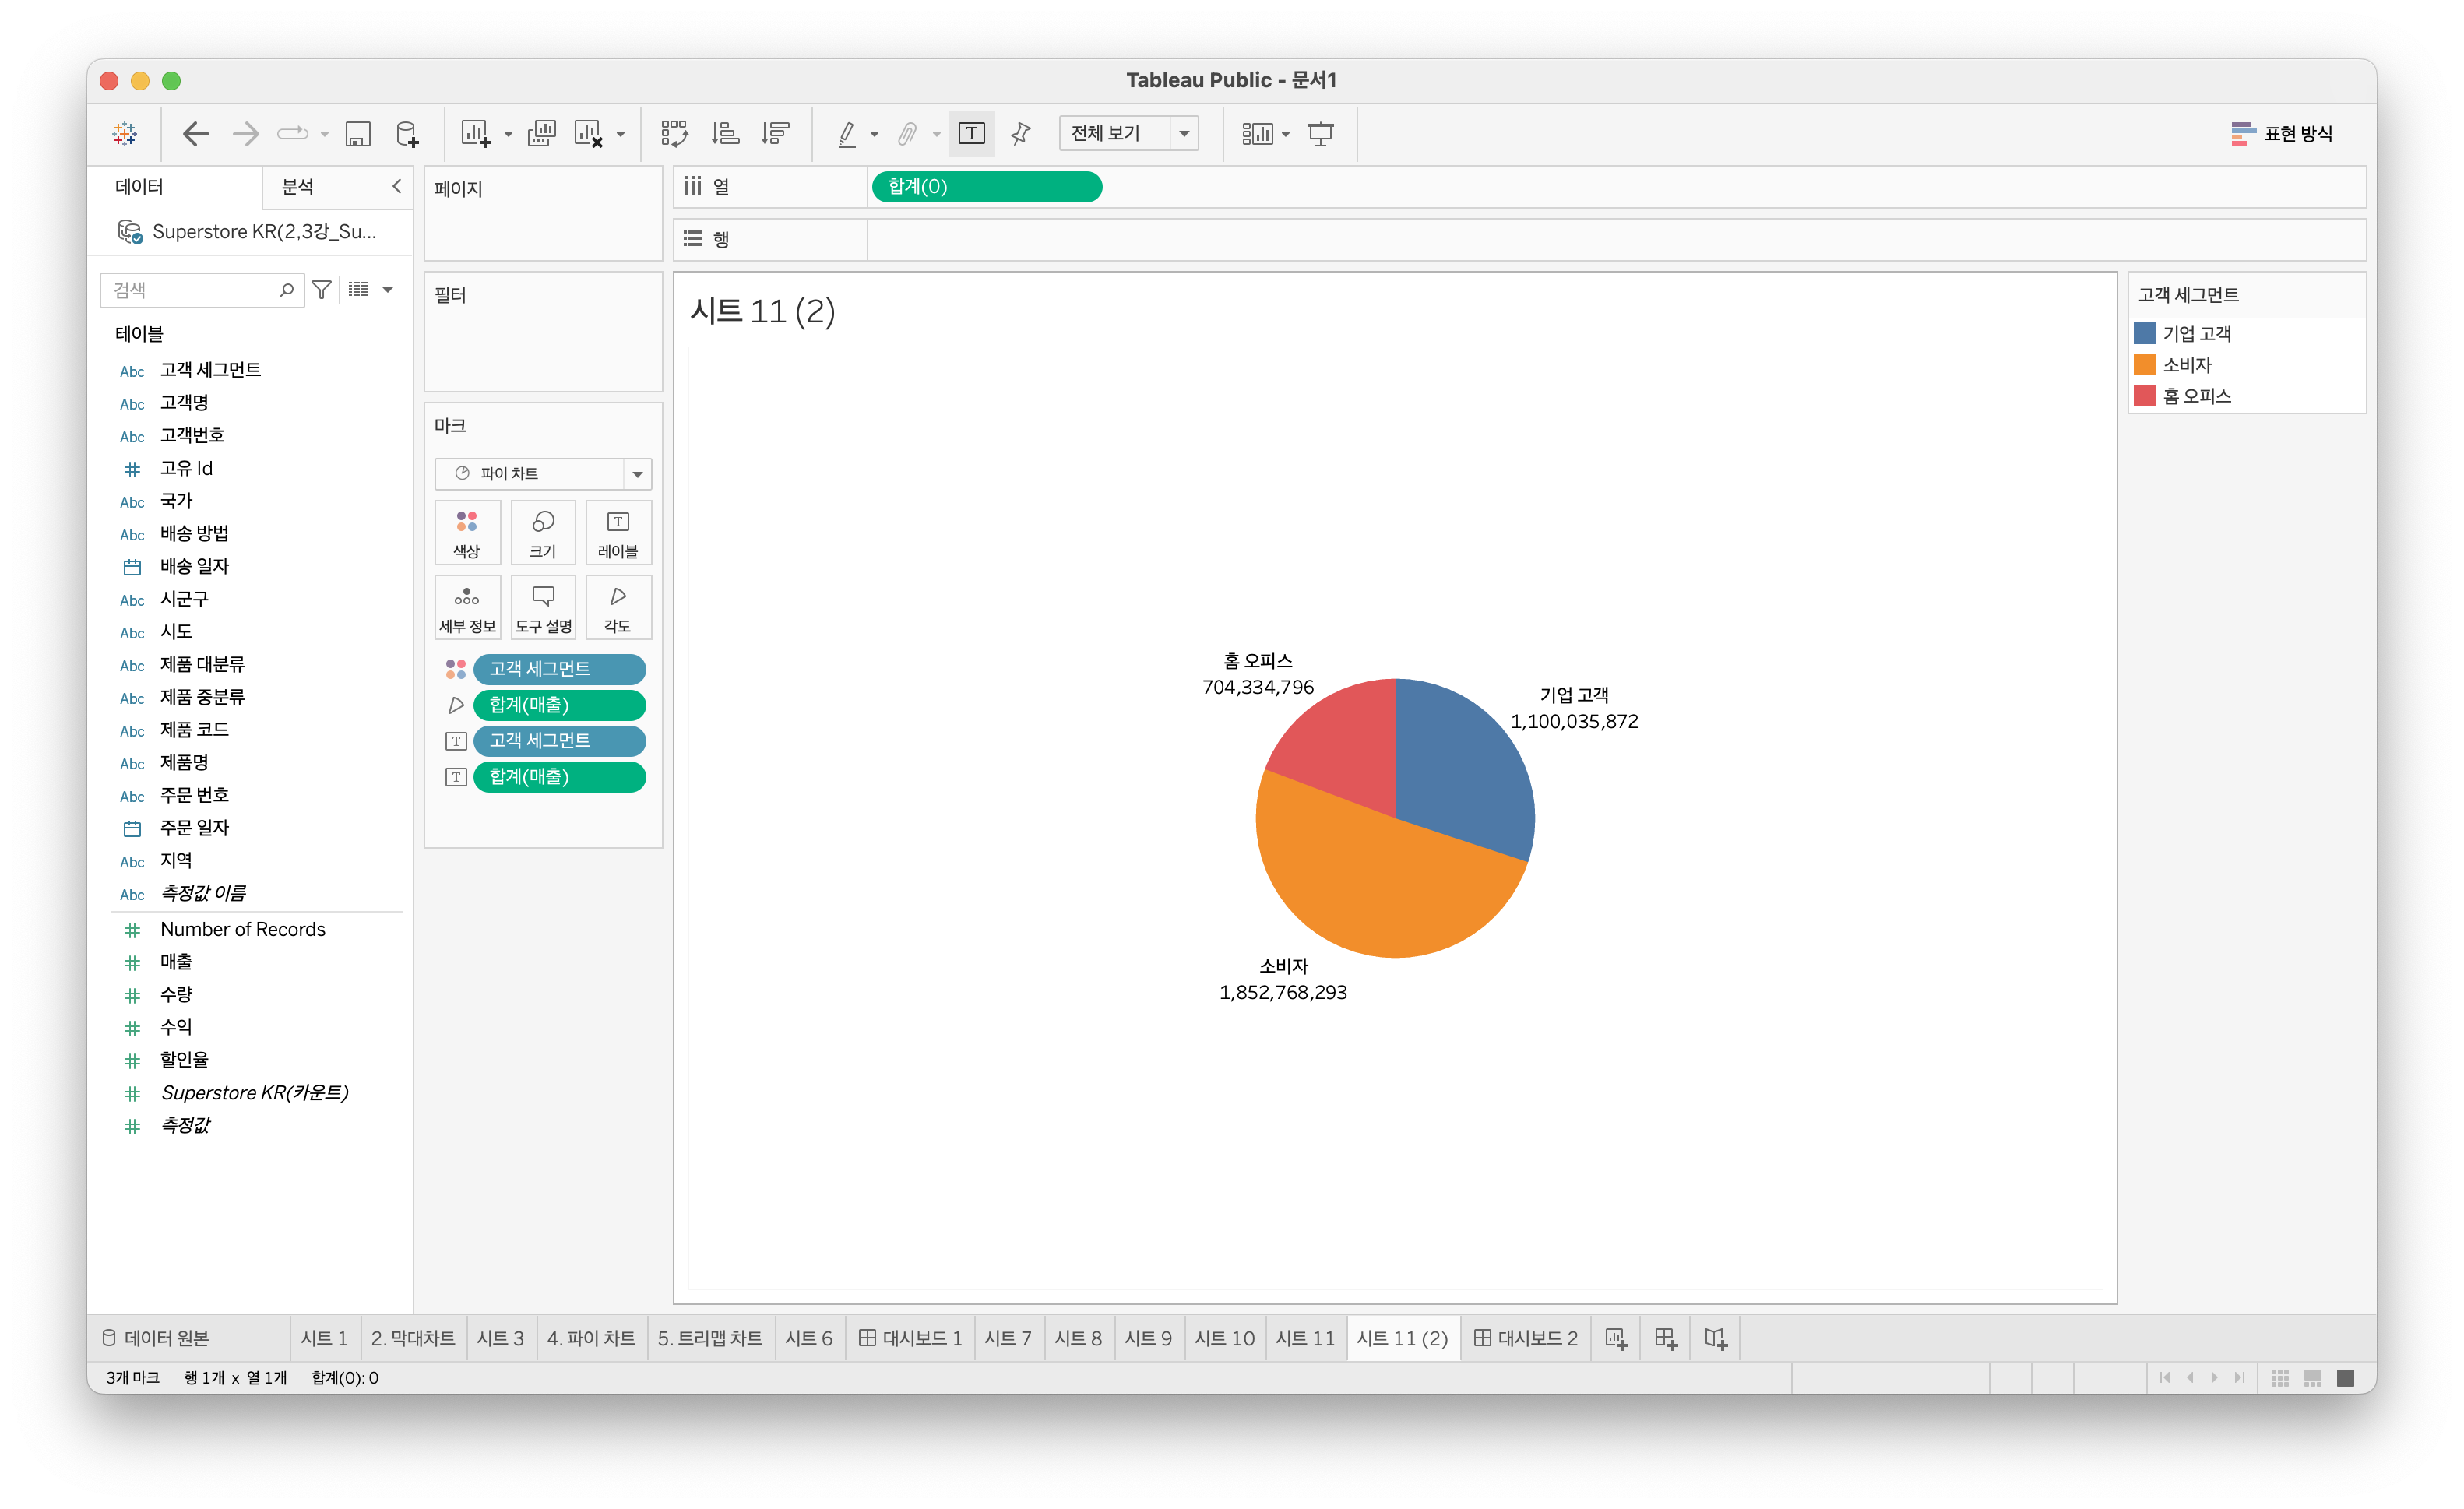 Tableau Public - 문서1
전체 보기
표현 방식
데이터
분석
Superstore KR(2,3강_Su...
검색
테이블
Abc 고객 세그먼트
Abc 고객명
Abc 고객번호
고유 Id
Abc 국가
Abc 배송 방법
배송 일자
Abc 시군구
Abc 시도
Abc 제품 대분류
Abc 제품 중분류
Abc 제품 코드
Abc 제품명
Abc 주문 번호
주문 일자
Abc 지역
Abc 측정값 이름
Number of Records
매출
수량
수익
할인율
Superstore KR(카운트)
측정값
페이지
필터
마크
파이 차트
색상 크기 레이블
세부 정보 도구 설명 각도
고객 세그먼트
합계(매출)
고객 세그먼트
합계(매출)
열 합계(0)
행
시트 11 (2)
홈 오피스
704,334,796
기업 고객
1,100,035,872
소비자
1,852,768,293
고객 세그먼트
기업 고객
소비자
홈 오피스
데이터 원본 시트 1 2. 막대차트 시트 3 4. 파이 차트 5. 트리맵 차트 시트 6 대시보드 1 시트 7 시트 8 시트 9 시트 10 시트 11 시트 11 (2) 대시보드 2
3개 마크 행 1개 x 열 1개 합계(0): 0